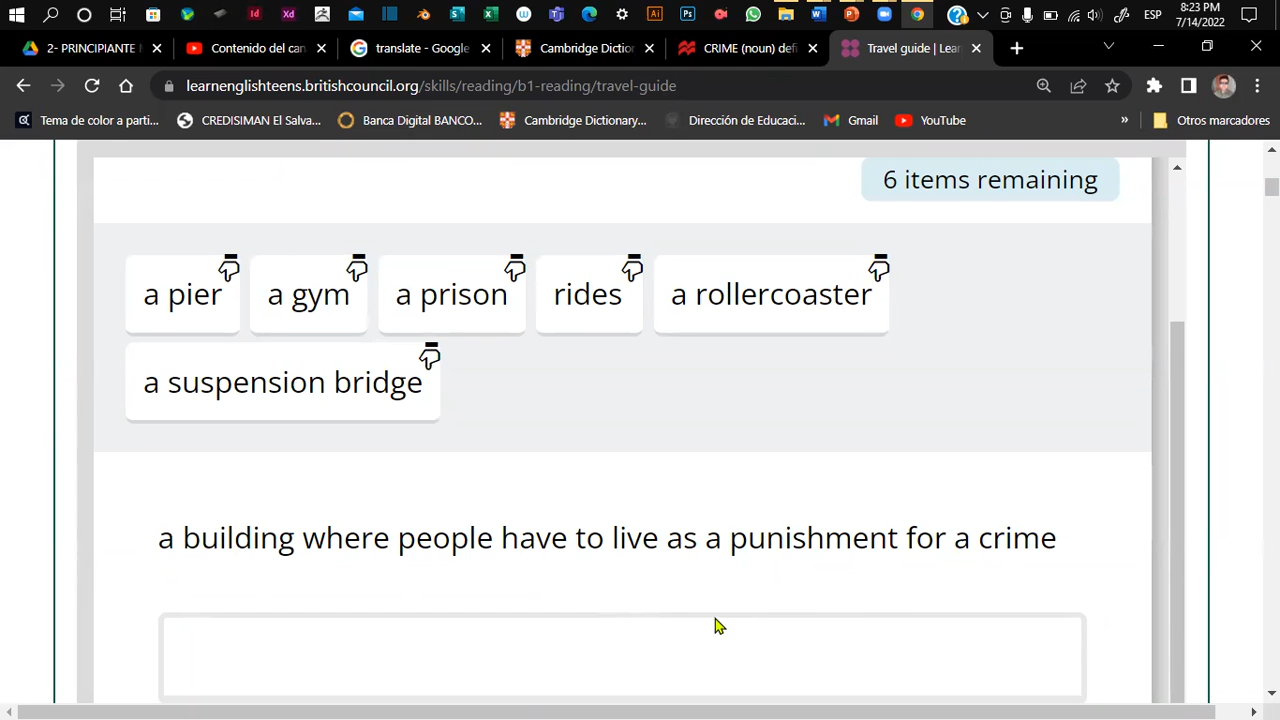 8:23 PM
ESP
7/14/2022
2- PRINCIPIANTE M
Contenido del can
translate - Google
Cambridge Dictior
CRIME (noun) defi
Travel guide | Lea
learnenglishteens.britishcouncil.org/skills/reading/b1-reading/travel-guide
Tema de color a parti...
CREDISIMAN El Salva...
Banca Digital BANCO...
Cambridge Dictionary...
Dirección de Educaci...
Gmail
YouTube
»
Otros marcadores
6 items remaining
a pier
a gym
a prison
rides
a rollercoaster
a suspension bridge
a building where people have to live as a punishment for a crime